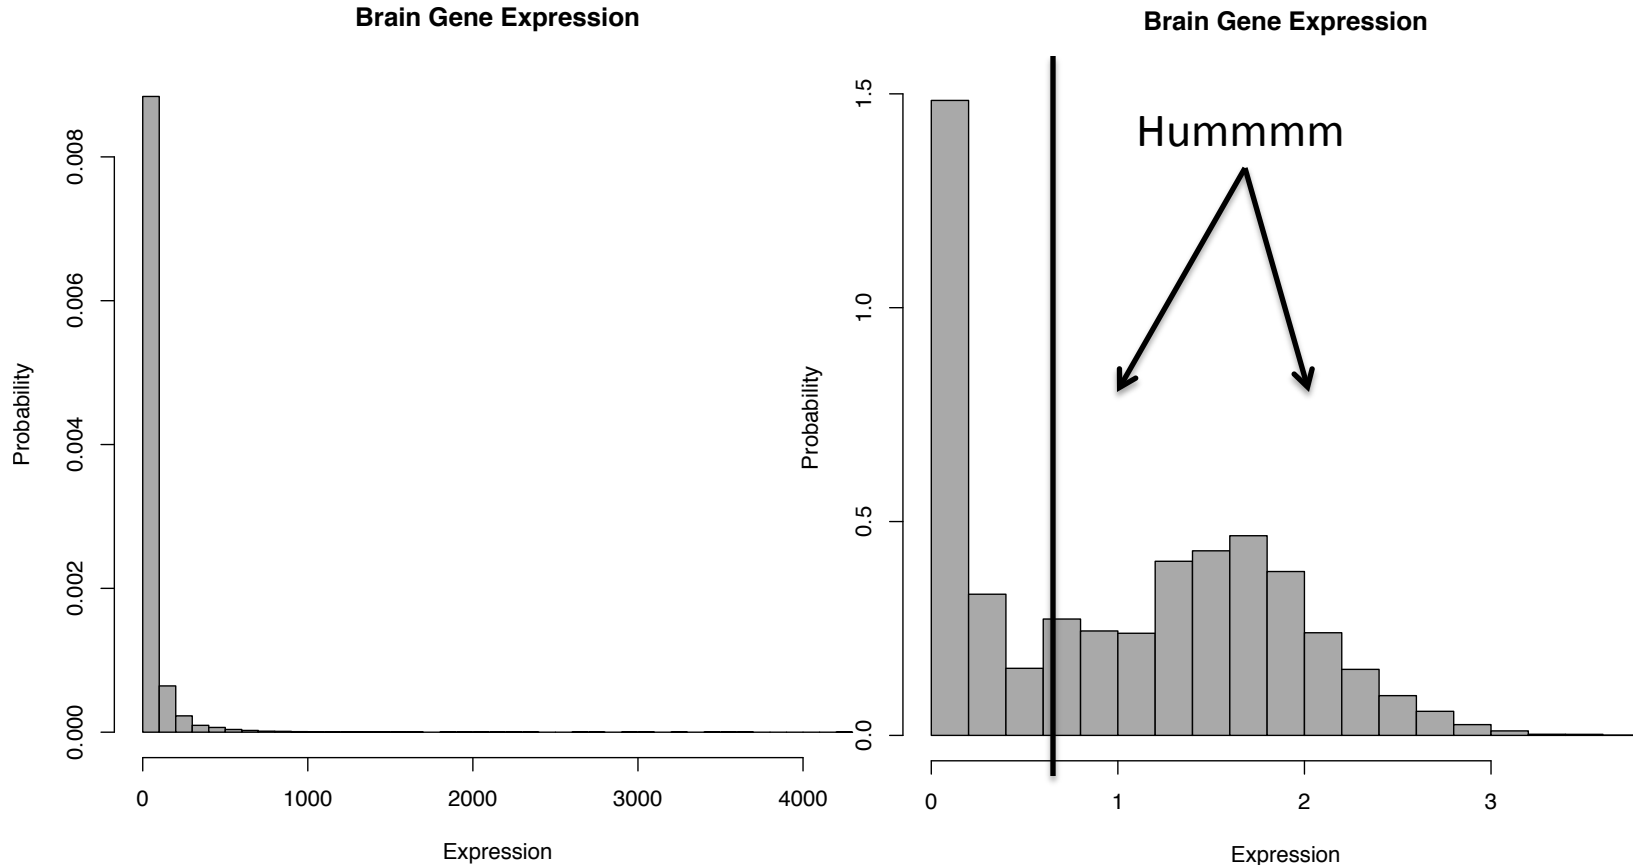 Brain Gene Expression
Probability
0.000
0.002
0.004
0.006
0.008
0 1000 2000 3000 4000
Expression
Brain Gene Expression
Hummmm
Probability
0.0
0.5
1.0
1.5
0 1 2 3
Expression